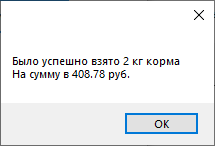 Было успешно взято 2 кг корма
На сумму в 408.78 руб.
OK